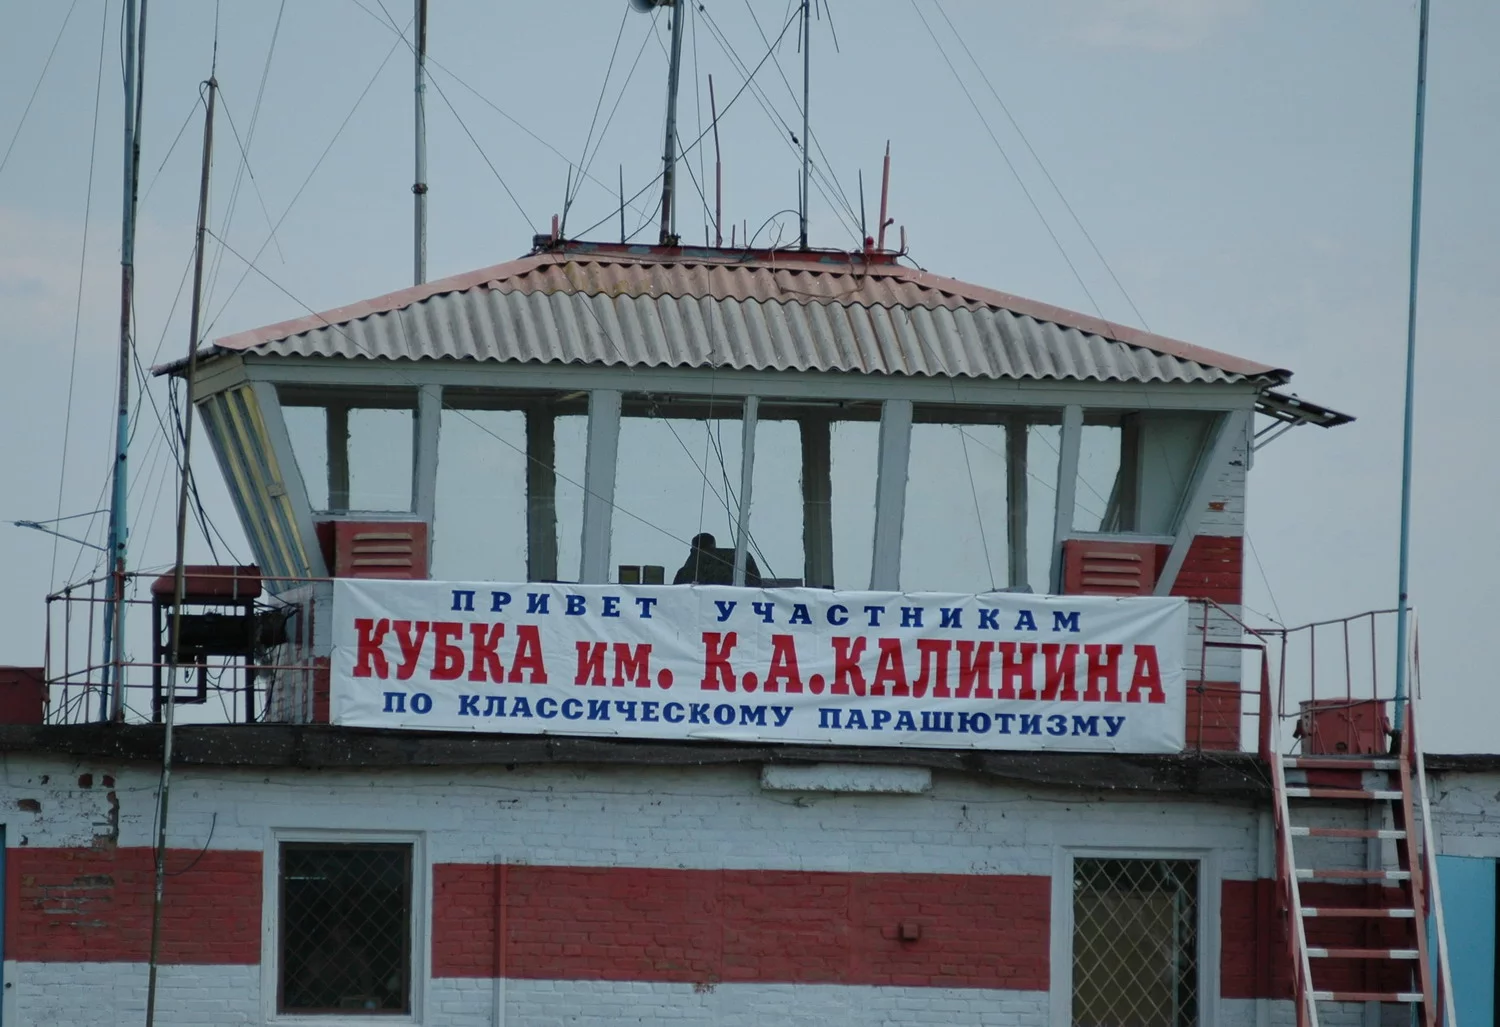 ПРИВЕТ УЧАСТНИКАМ
КУБКА ИМ. К.А.КАЛИНИНА
ПО КЛАССИЧЕСКОМУ ПАРАШЮТИЗМУ